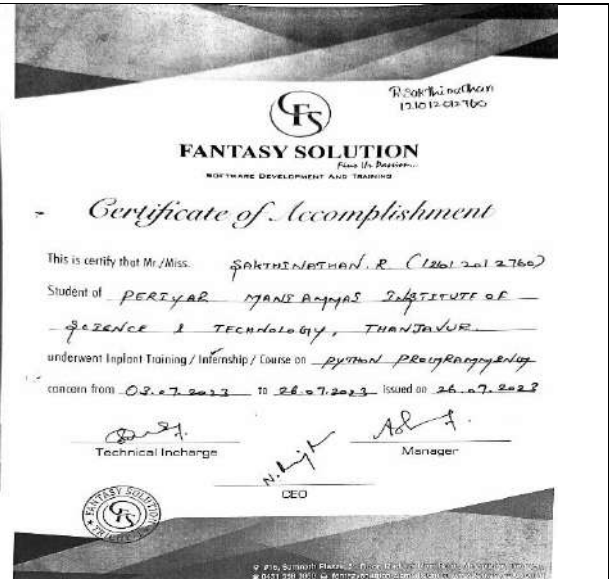 R.Sakthinathan
121012012760
GFS
FANTASY SOLUTION
Fine Us Passion...
SOFTWARE DEVELOPMENT AND TRAINING
Certificate of Accomplishment
This is certify that Mr./Miss. SAKTHINATHAN.R (121012012760)
Student of PERIYAR MANIAMMAI INSTITUTE OF
SCIENCE & TECHNOLOGY, THANJAVUR
underwent Inplant Training / Internship / Course on PYTHON PROGRAMMING
concern from 03.07.2023 to 26.07.2023 Issued on 26.07.2023
Technical Incharge
Manager
CEO
FANTASY SOLUTION